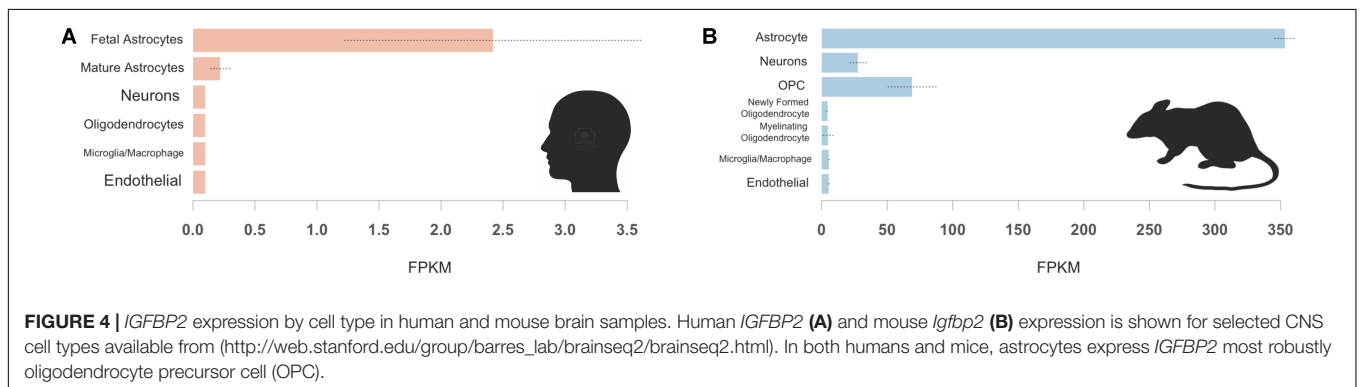 A
Fetal Astrocytes
Mature Astrocytes
Neurons
Oligodendrocytes
Microglia/Macrophage
Endothelial
0.0 0.5 1.0 1.5 2.0 2.5 3.0 3.5
FPKM
B
Astrocyte
Neurons
OPC
Newly Formed
Oligodendrocyte
Myelinating
Oligodendrocyte
Microglia/Macrophage
Endothelial
0 50 100 150 200 250 300 350
FPKM
FIGURE 4 | IGFBP2 expression by cell type in human and mouse brain samples. Human IGFBP2 (A) and mouse Igfbp2 (B) expression is shown for selected CNS
cell types available from (http://web.stanford.edu/group/barres_lab/brainseq2/brainseq2.html). In both humans and mice, astrocytes express IGFBP2 most robustly
oligodendrocyte precursor cell (OPC).